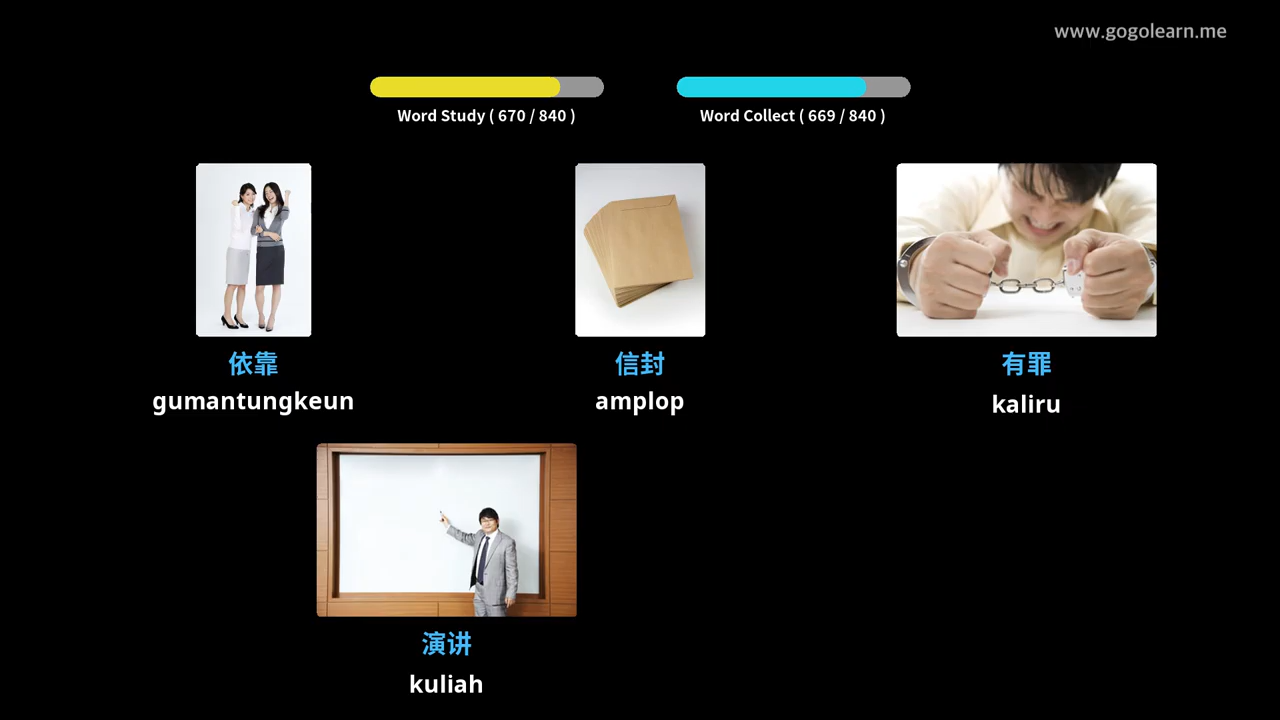 www.gogolearn.me
Word Study ( 670 / 840 )
Word Collect ( 669 / 840 )
依靠
gumantungkeun
信封
amplop
有罪
kaliru
演讲
kuliah